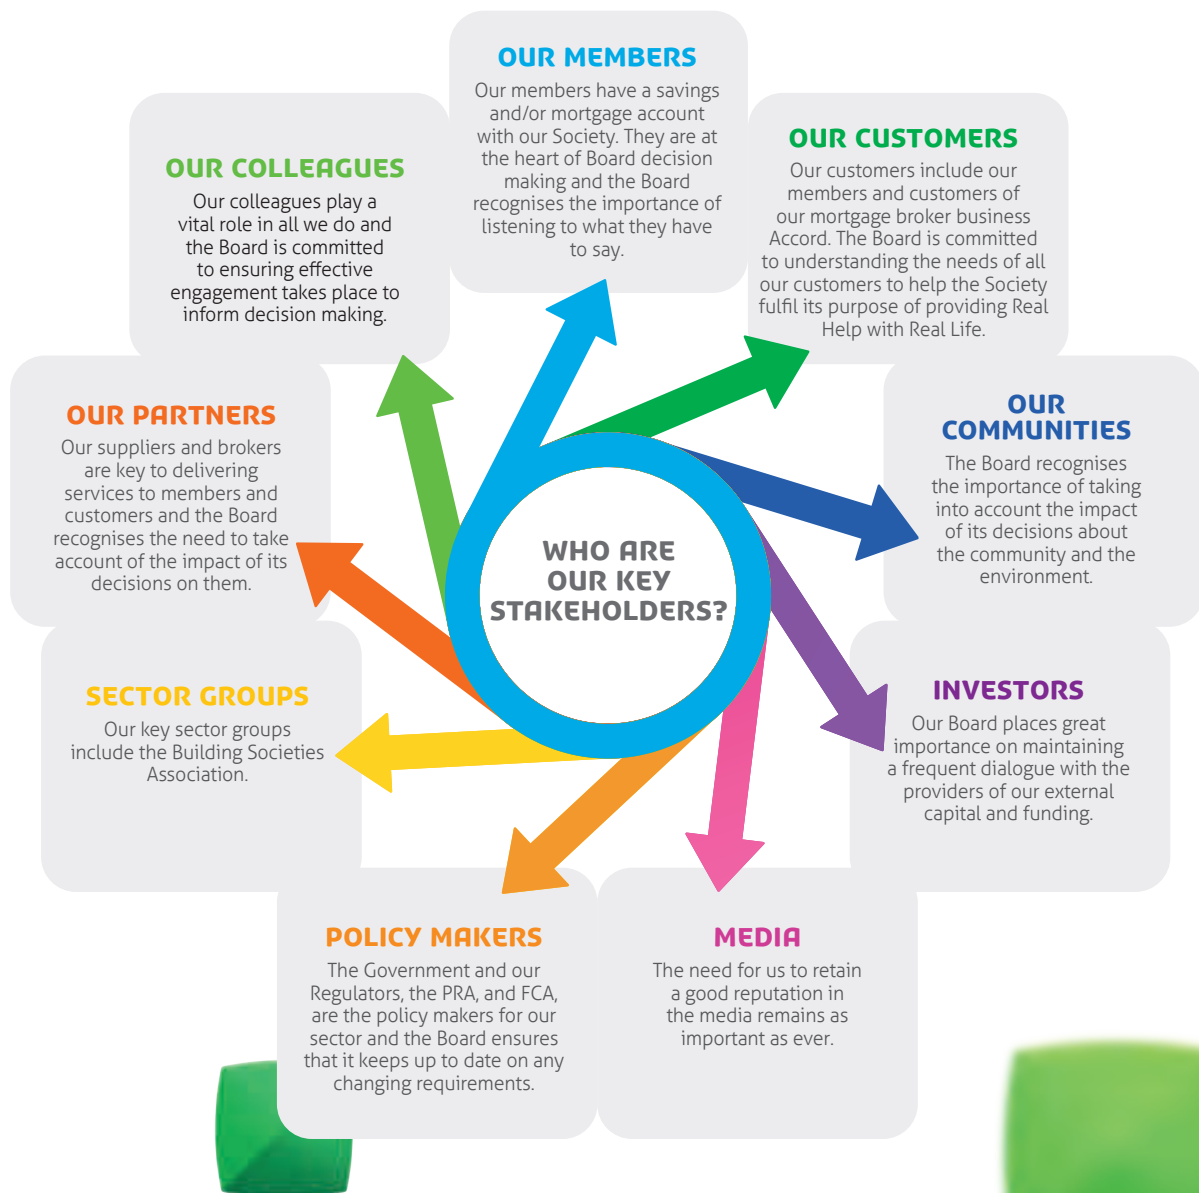 OUR MEMBERS
Our members have a savings
and/or mortgage account
with our Society. They are at
the heart of Board decision
making and the Board
recognises the importance of
listening to what they have
to say.
OUR CUSTOMERS
Our customers include our
members and customers of
our mortgage broker business
Accord. The Board is committed
to understanding the needs of all
our customers to help the Society
fulfil its purpose of providing Real
Help with Real Life.
OUR
COMMUNITIES
The Board recognises
the importance of taking
into account the impact
of its decisions about
the community and the
environment.
INVESTORS
Our Board places great
importance on maintaining
a frequent dialogue with the
providers of our external
capital and funding.
MEDIA
The need for us to retain
a good reputation in
the media remains as
important as ever.
POLICY MAKERS
The Government and our
Regulators, the PRA, and FCA,
are the policy makers for our
sector and the Board ensures
that it keeps up to date on any
changing requirements.
SECTOR GROUPS
Our key sector groups
include the Building Societies
Association.
OUR PARTNERS
Our suppliers and brokers
are key to delivering
services to members and
customers and the Board
recognises the need to take
account of the impact of its
decisions on them.
OUR COLLEAGUES
Our colleagues play a
vital role in all we do and
the Board is committed
to ensuring effective
engagement takes place to
inform decision making.
WHO ARE
OUR KEY
STAKEHOLDERS?